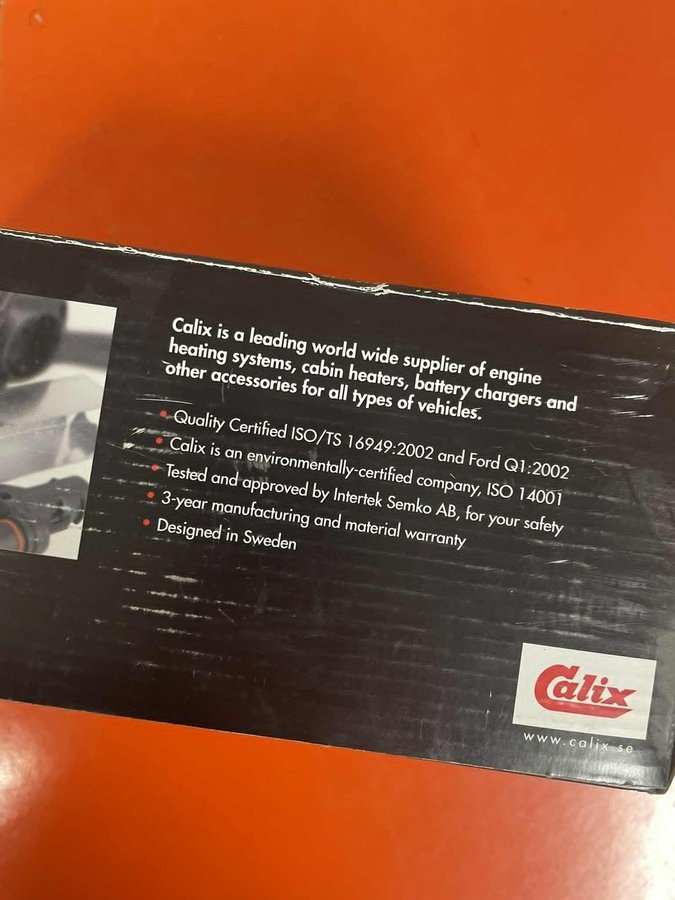 Calix is a leading world wide supplier of engine
heating systems, cabin heaters, battery chargers and
other accessories for all types of vehicles.
• Quality Certified ISO/TS 16949:2002 and Ford Q1:2002
• Calix is an environmentally-certified company, ISO 14001
• Tested and approved by Intertek Semko AB, for your safety
• 3-year manufacturing and material warranty
• Designed in Sweden
Calix
www.calix.se